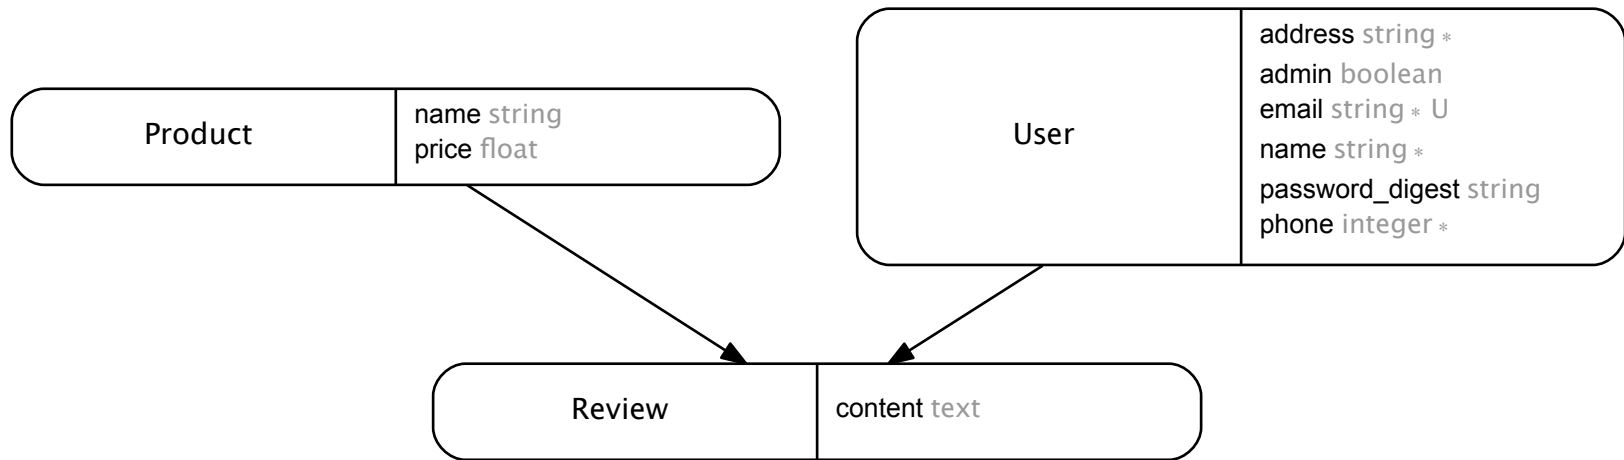 Product
name string
price float
User
address string *
admin boolean
email string * U
name string *
password_digest string
phone integer *
Review
content text